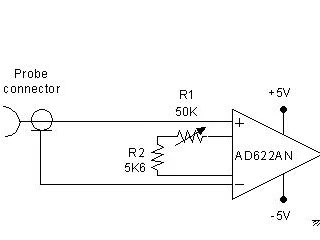 Probe
connector
R1
50K
+5V
R2
5K6
+
AD622AN
−
-5V